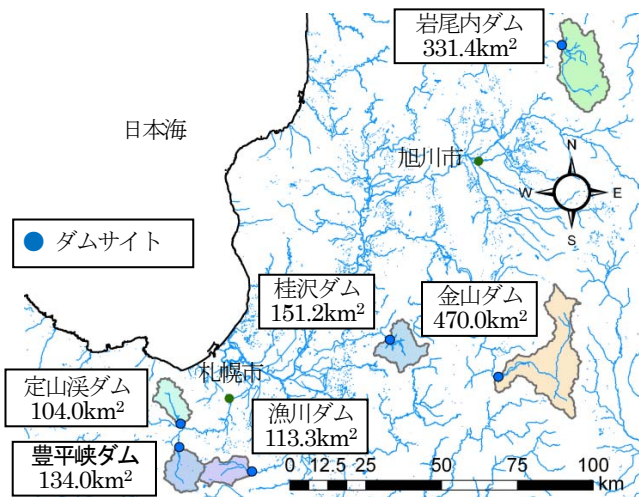 岩尾内ダム
331.4km²
日本海
旭川市
N
W E
S
ダムサイト
桂沢ダム
151.2km²
金山ダム
470.0km²
定山渓ダム
104.0km²
札幌市
漁川ダム
113.3km²
豊平峡ダム
134.0km²
0 12.5 25 50 75 100
km